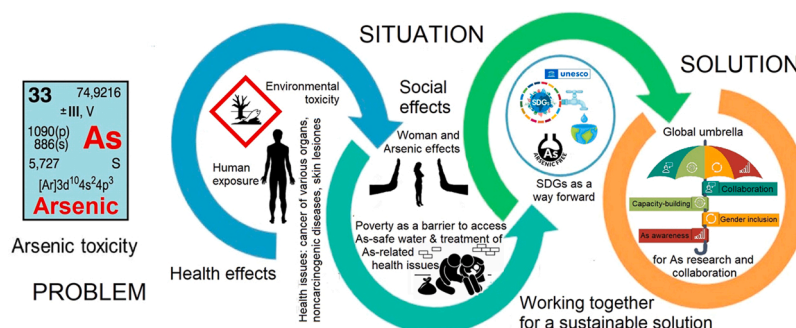 33 74,9216
±III, V
1090(p) As
886(s)
5,727 S
[Ar]3d¹⁰4s²4p³
Arsenic
Arsenic toxicity
PROBLEM
SITUATION
Environmental
toxicity
Human
exposure
Health effects
Health issues: cancer of various organs,
noncarcinogenic diseases, skin lesiones
Social
effects
Woman and
Arsenic effects
Poverty as a barrier to access
As-safe water & treatment of
As-related
health issues
unesco
SDGs
As
ARSENIC FREE
SDGs as a
way forward
Working together
for a sustainable solution
SOLUTION
Global umbrella
Collaboration
Capacity-building
Gender inclusion
As awareness
for As research and
collaboration